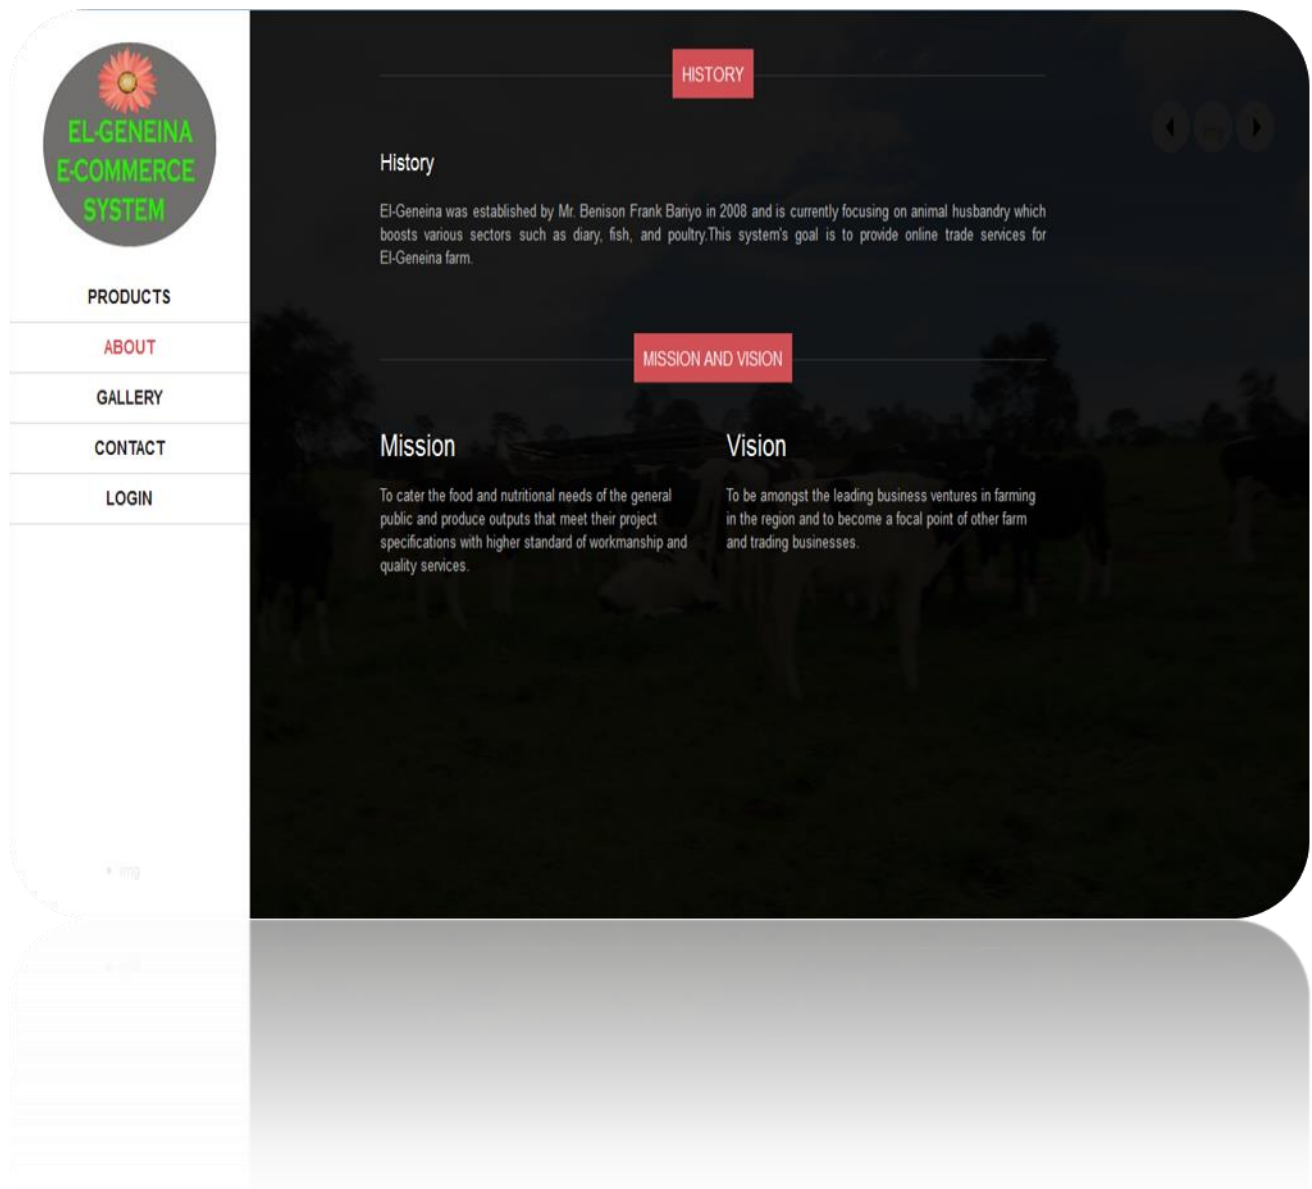 EL-GENEINA
E-COMMERCE
SYSTEM
PRODUCTS
ABOUT
GALLERY
CONTACT
LOGIN
img
HISTORY
History
El-Geneina was established by Mr. Benison Frank Bariyo in 2008 and is currently focusing on animal husbandry which
boosts various sectors such as diary, fish, and poultry.This system's goal is to provide online trade services for
El-Geneina farm.
MISSION AND VISION
Mission
To cater the food and nutritional needs of the general
public and produce outputs that meet their project
specifications with higher standard of workmanship and
quality services.
Vision
To be amongst the leading business ventures in farming
in the region and to become a focal point of other farm
and trading businesses.